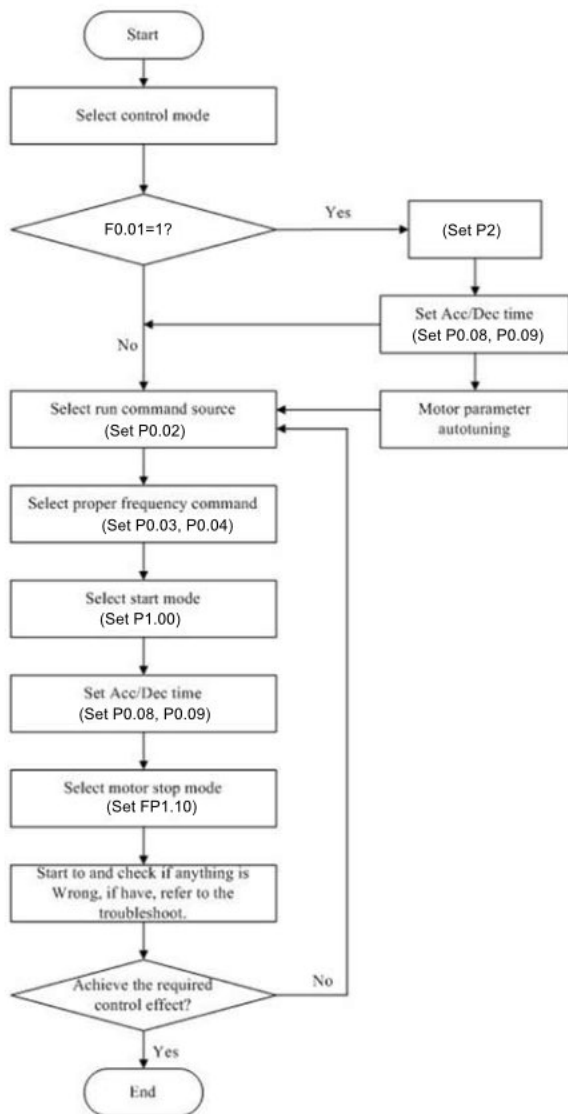 Start
Select control mode
F0.01=1?
Yes
(Set P2)
Set Acc/Dec time
(Set P0.08, P0.09)
Motor parameter
autotuning
No
Select run command source
(Set P0.02)
Select proper frequency command
(Set P0.03, P0.04)
Select start mode
(Set P1.00)
Set Acc/Dec time
(Set P0.08, P0.09)
Select motor stop mode
(Set FP1.10)
Start to and check if anything is
Wrong, if have, refer to the
troubleshoot.
Achieve the required
control effect?
No
Yes
End